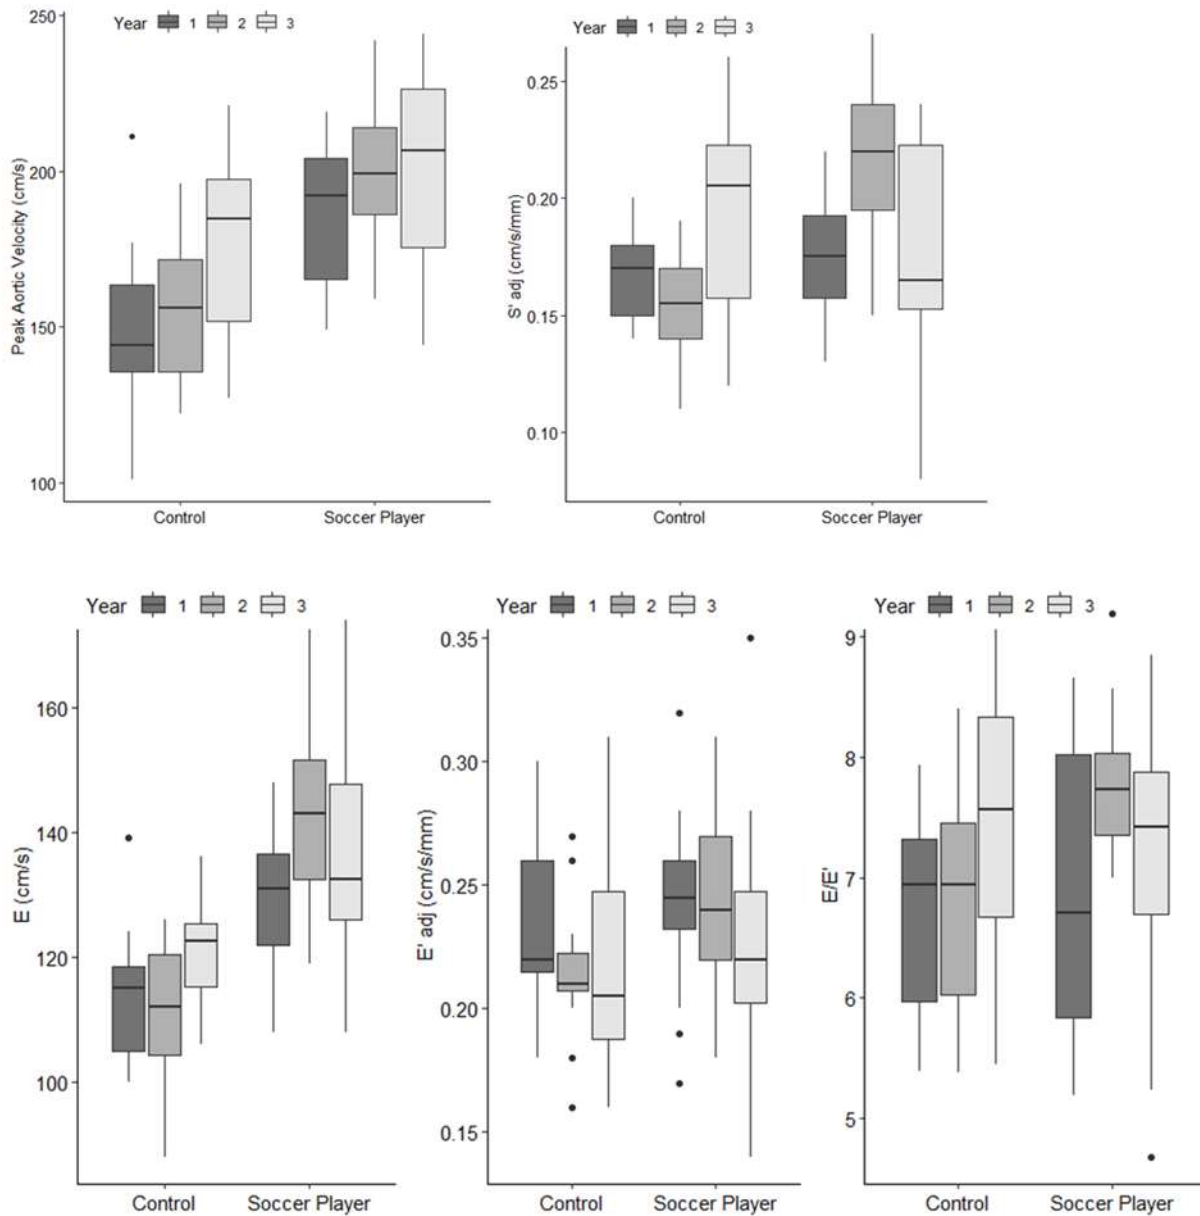 Year 1 2 3
250
200
150
100
Peak Aortic Velocity (cm/s)
Control Soccer Player
Year 1 2 3
0.25
0.20
0.15
0.10
S' adj (cm/s/mm)
Control Soccer Player
Year 1 2 3
160
140
120
100
E (cm/s)
Control Soccer Player
Year 1 2 3
0.35
0.30
0.25
0.20
0.15
E' adj (cm/s/mm)
Control Soccer Player
Year 1 2 3
9
8
7
6
5
E/E'
Control Soccer Player